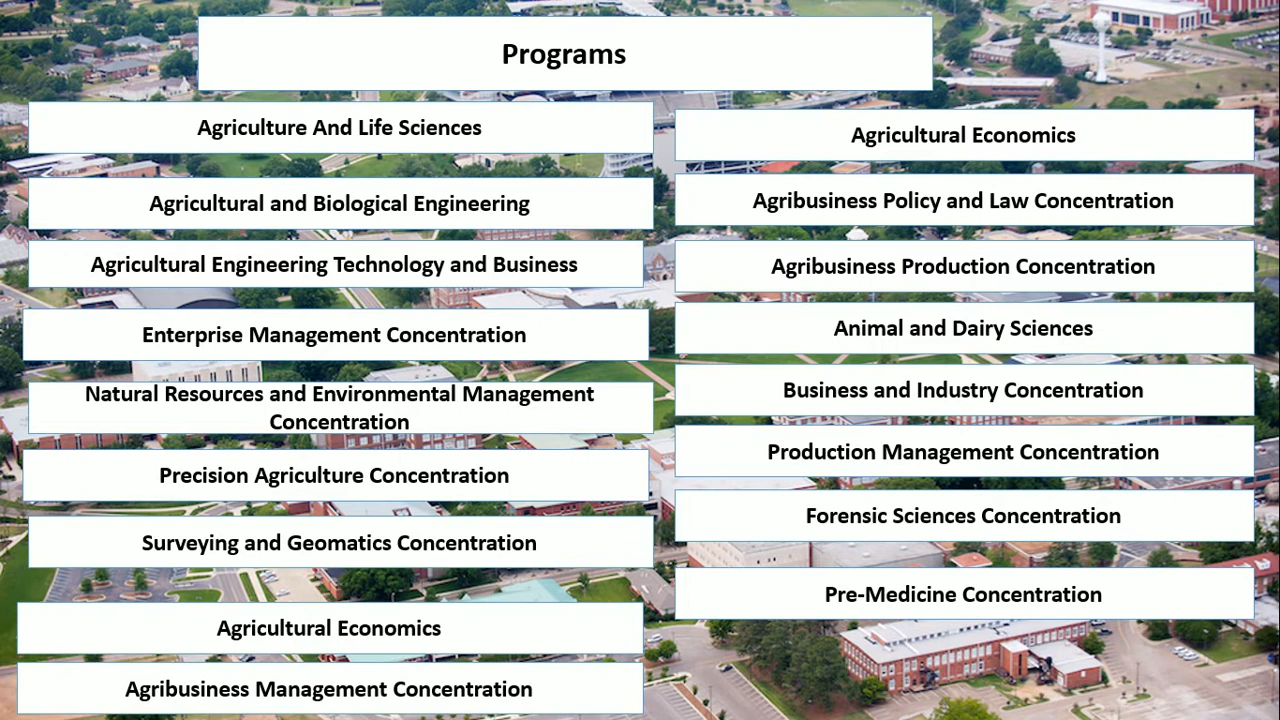 Programs
Agriculture And Life Sciences
Agricultural and Biological Engineering
Agricultural Engineering Technology and Business
Enterprise Management Concentration
Natural Resources and Environmental Management
Concentration
Precision Agriculture Concentration
Surveying and Geomatics Concentration
Agricultural Economics
Agribusiness Management Concentration
Agricultural Economics
Agribusiness Policy and Law Concentration
Agribusiness Production Concentration
Animal and Dairy Sciences
Business and Industry Concentration
Production Management Concentration
Forensic Sciences Concentration
Pre-Medicine Concentration